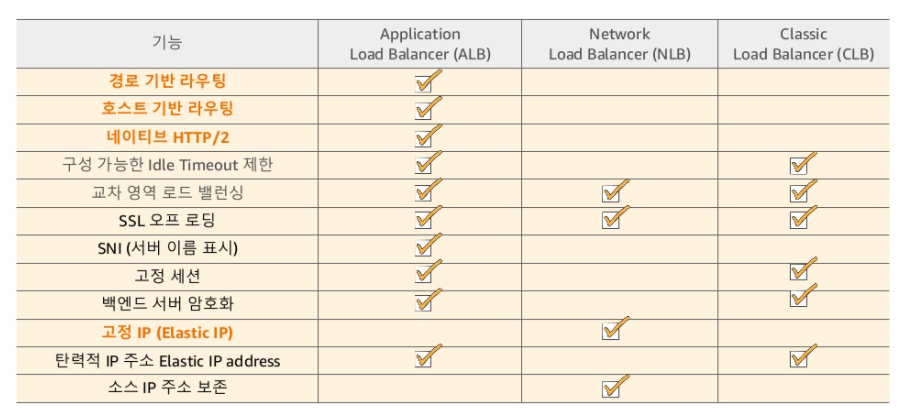 기능
Application
Load Balancer (ALB)
Network
Load Balancer (NLB)
Classic
Load Balancer (CLB)
경로 기반 라우팅
호스트 기반 라우팅
네이티브 HTTP/2
구성 가능한 Idle Timeout 제한
교차 영역 로드 밸런싱
SSL 오프 로딩
SNI (서버 이름 표시)
고정 세션
백엔드 서버 암호화
고정 IP (Elastic IP)
탄력적 IP 주소 Elastic IP address
소스 IP 주소 보존